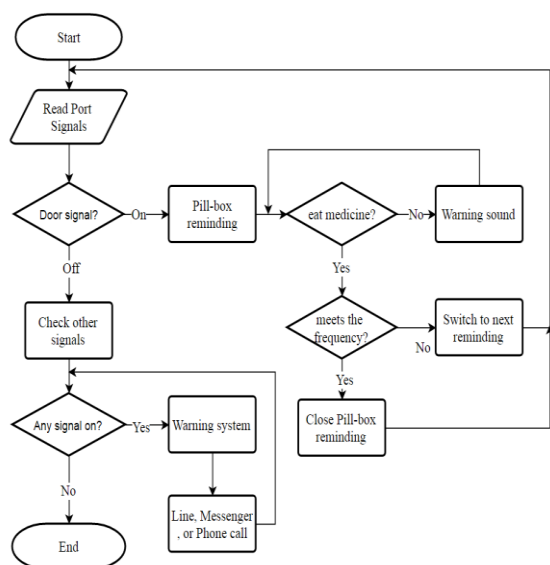 Start
Read Port
Signals
Door signal?
On
Pill-box
reminding
eat medicine?
No
Warning sound
Off
Yes
Check other
signals
meets the
frequency?
No
Switch to next
reminding
Yes
Close Pill-box
reminding
Any signal on?
Yes
Warning system
No
Line, Messenger
, or Phone call
End